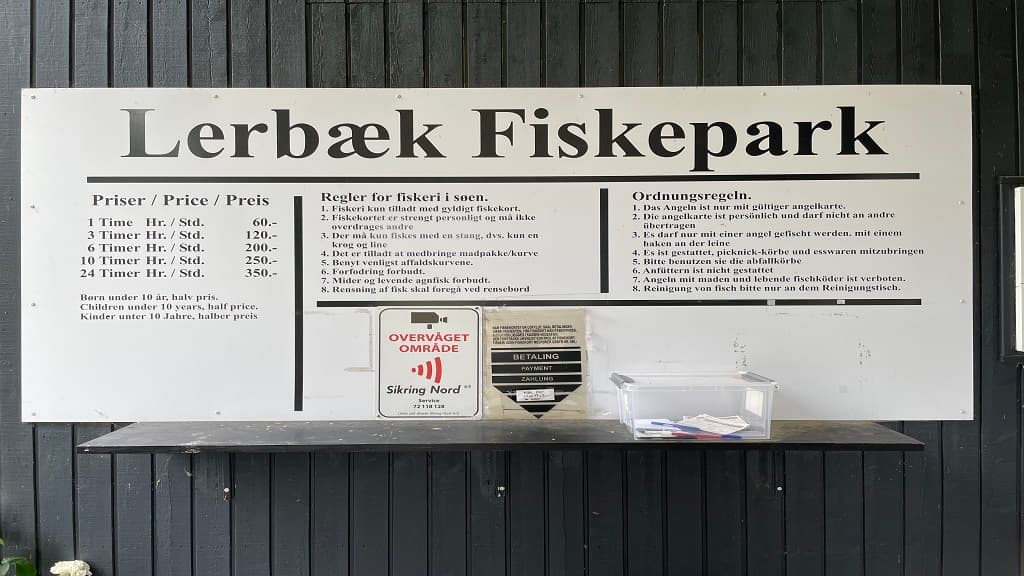 Lerbæk Fiskepark
Priser / Price / Preis
1 Time Hr. / Std. 60.-
3 Timer Hr. / Std. 120.-
6 Timer Hr. / Std. 200.-
10 Timer Hr. / Std. 250.-
24 Timer Hr. / Std. 350.-
Børn under 10 år, halv pris.
Children under 10 years, half price.
Kinder unter 10 Jahre, halber preis
Regler for fiskeri i søen.
1. Fiskeri kun tilladt med gyldigt fiskekort.
2. Fiskekortet er strengt personligt og må ikke
overdrages andre
3. Der må kun fiskes med en stang, dvs. kun en
krog og line
4. Det er tilladt at medbringe madpakke/kurve
5. Benyt venligst affaldskurvene.
6. Forfodring forbudt.
7. Mider og levende agnfisk forbudt.
8. Rensning af fisk skal foregå ved rensebord
Ordnungsregeln.
1. Das Angeln ist nur mit gültiger angelkarte.
2. Die angelkarte ist persönlich und darf nicht an andre
übertragen
3. Es darf nur mit einer angel gefischt werden. mit einem
haken an der leine
4. Es ist gestattet, picknick-körbe und esswaren mitzubringen
5. Bitte benutzen sie die abfallkörbe
6. Anfüttern ist nicht gestattet
7. Angeln mit maden und lebende fischköder ist verboten.
8. Reinigung von fisch bitte nur an dem Reinigungstisch.
OVERVÅGET
OMRÅDE
Sikring Nord A/S
Service
72 118 128
BETALING
PAYMENT
ZAHLUNG